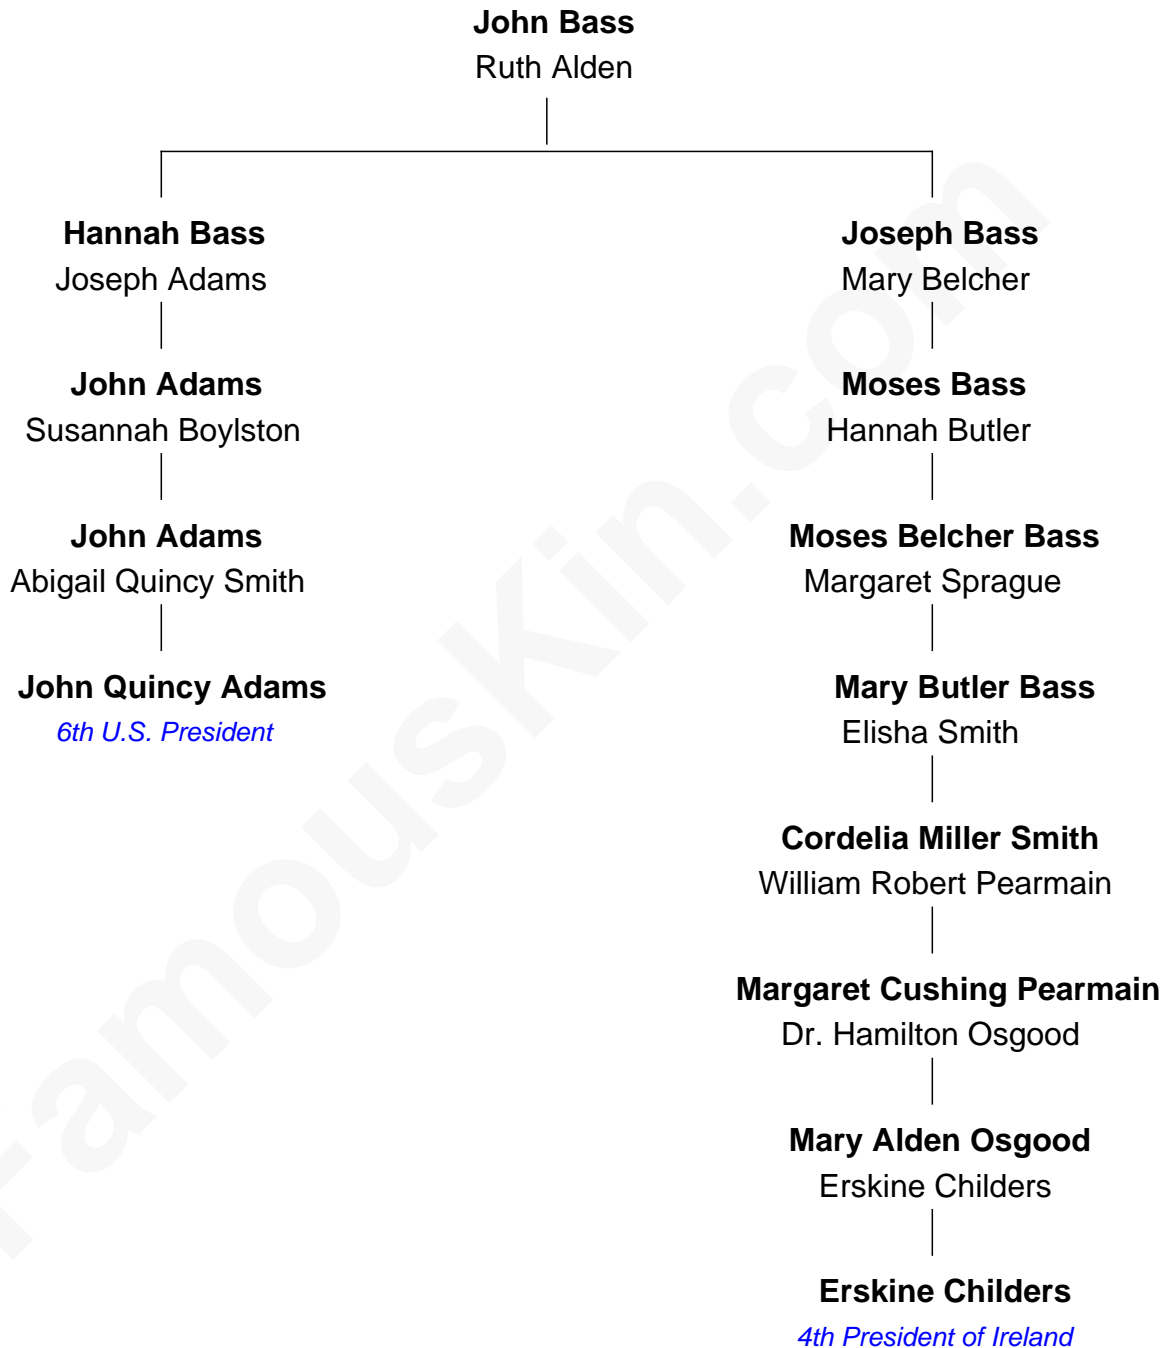 John Bass
Ruth Alden
Hannah Bass
Joseph Adams
John Adams
Susannah Boylston
John Adams
Abigail Quincy Smith
John Quincy Adams
6th U.S. President
Joseph Bass
Mary Belcher
Moses Bass
Hannah Butler
Moses Belcher Bass
Margaret Sprague
Mary Butler Bass
Elisha Smith
Cordelia Miller Smith
William Robert Pearmain
Margaret Cushing Pearmain
Dr. Hamilton Osgood
Mary Alden Osgood
Erskine Childers
Erskine Childers
4th President of Ireland
FamousKin.com